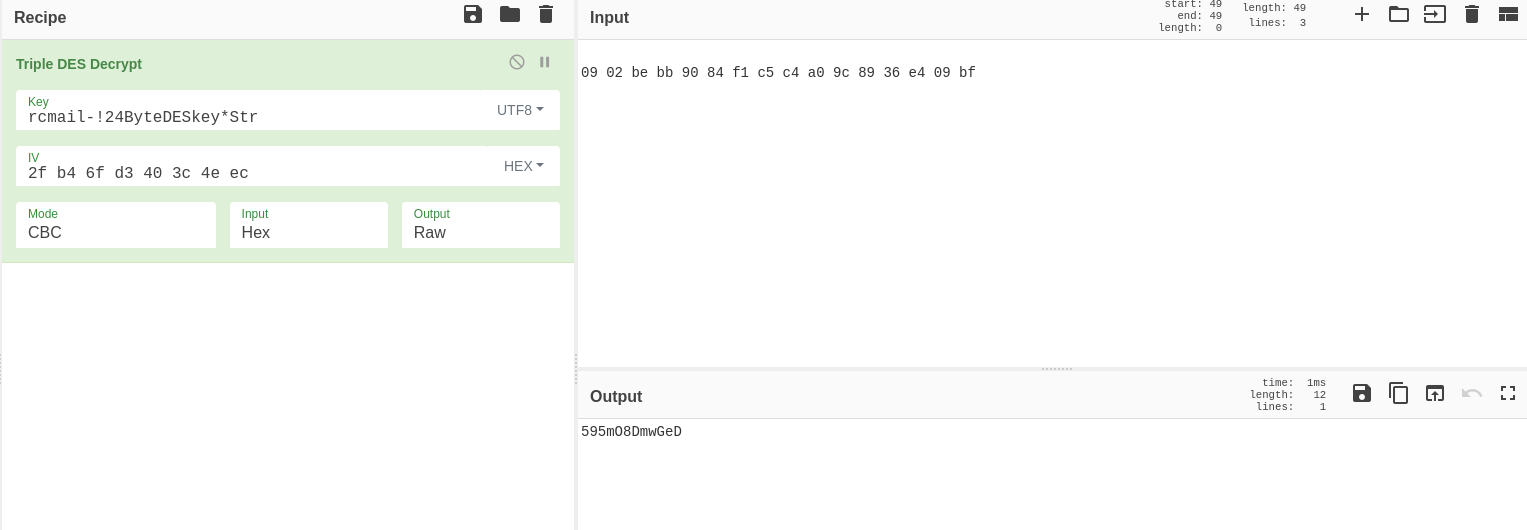 Recipe
Triple DES Decrypt
Key
rcmail-!24ByteDESkey*Str
UTF8
IV
2f b4 6f d3 40 3c 4e ec
HEX
Mode
CBC
Input
Hex
Output
Raw
Input
start: 49
end: 49
length: 0
length: 49
lines: 3
09 02 be bb 90 84 f1 c5 c4 a0 9c 89 36 e4 09 bf
Output
time: 1ms
length: 12
lines: 1
595mO8DmwGeD